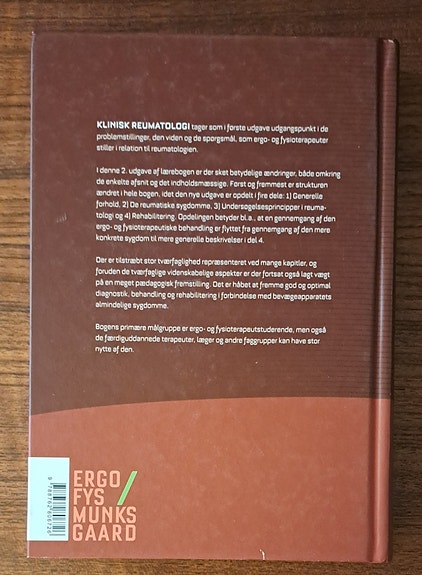 KLINISK REUMATOLOGI tager som i første udgave udgangspunkt i de
problemstillinger, den viden og de spørgsmål, som ergo- og fysioterapeuter
stiller i relation til reumatologien.
I denne 2. udgave af lærebogen er der sket betydelige ændringer, både omkring
de enkelte afsnit og det indholdsmæssige. Først og fremmest er strukturen
ændret i hele bogen, idet den nye udgave er opdelt i fire dele: 1) Generelle
forhold, 2) De reumatiske sygdomme, 3) Undersøgelsesprincipper i reuma-
tologi og 4) Rehabilitering. Opdelingen betyder bl.a., at en gennemgang af den
ergo- og fysioterapeutiske behandling er flyttet fra gennemgang af den mere
konkrete sygdom til mere generelle beskrivelser i del 4.
Der er tilstræbt stor tværfaglighed repræsenteret ved mange kapitler, og
foruden de tværfaglige videnskabelige aspekter er der fortsat også lagt vægt
på en meget pædagogisk fremstilling. Det er håbet at fremme god og optimal
diagnostik, behandling og rehabilitering i forbindelse med bevægeapparatets
almindelige sygdomme.
Bogens primære målgruppe er ergo- og fysioterapeutstuderende, men også
de færdiguddannede terapeuter, læger og andre faggrupper kan have stor
nytte af den.
ERGO
FYS
MUNKS
GAARD